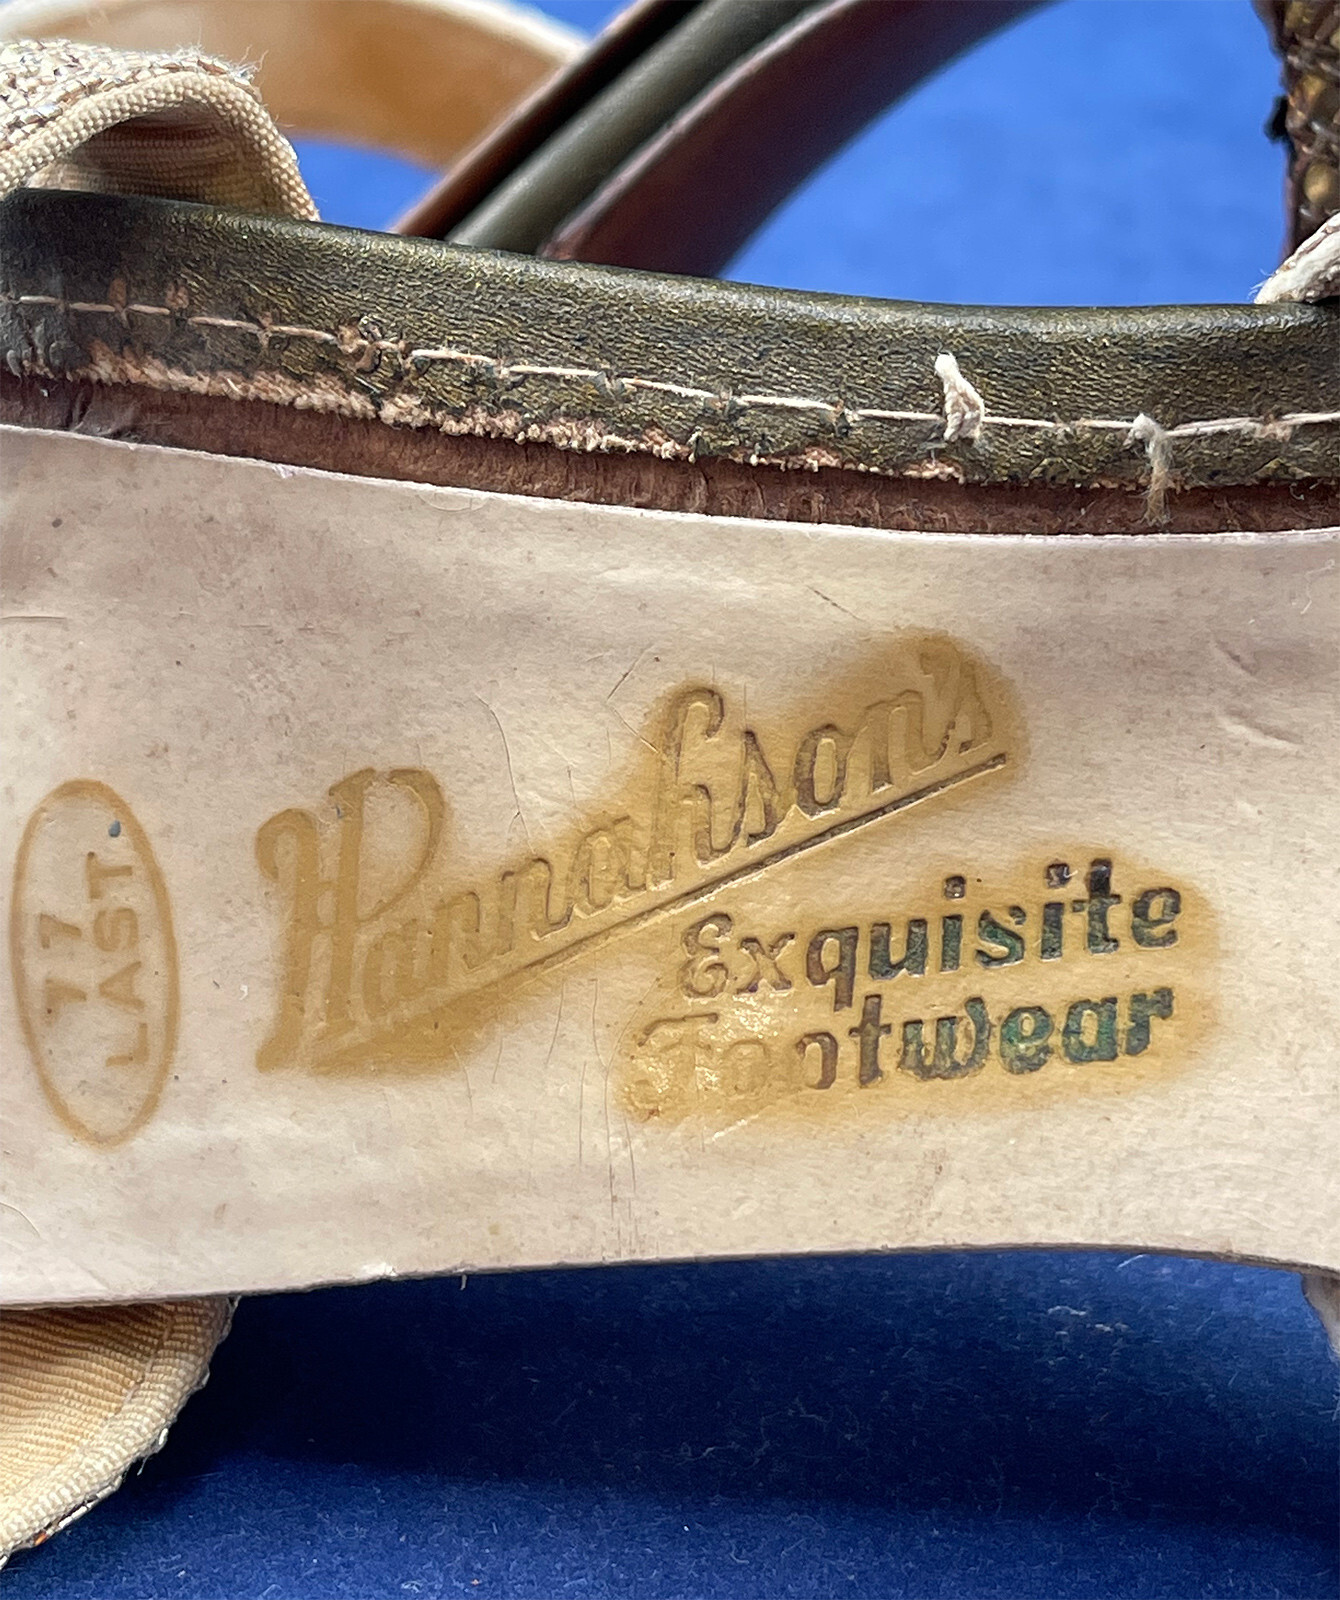 77
LAST.
Hannahson's
Exquisite
Footwear